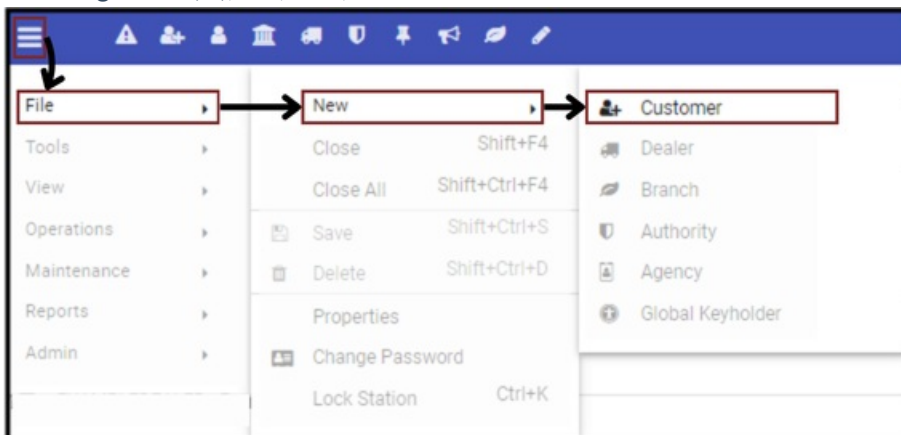 File
Tools
View
Operations
Maintenance
Reports
Admin
New
Close Shift+F4
Close All Shift+Ctrl+F4
Save Shift+Ctrl+S
Delete Shift+Ctrl+D
Properties
Change Password
Lock Station Ctrl+K
Customer
Dealer
Branch
Authority
Agency
Global Keyholder